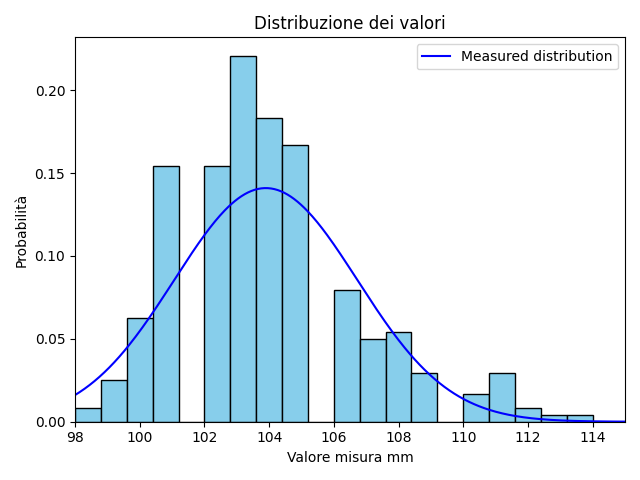 Distribuzione dei valori
Measured distribution
Probabilità
0.20
0.15
0.10
0.05
0.00
98 100 102 104 106 108 110 112 114
Valore misura mm